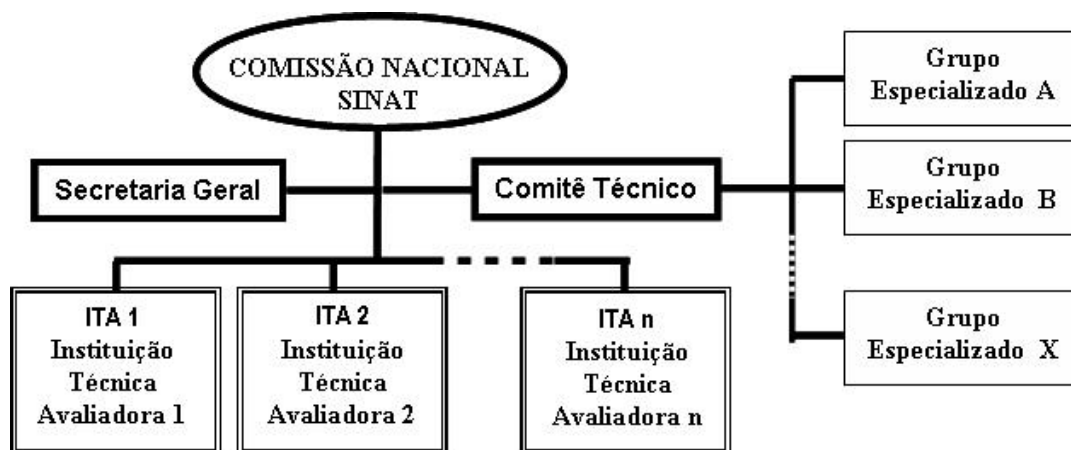 COMISSÃO NACIONAL
SINAT
Grupo
Especializado A
Secretaria Geral
Comitê Técnico
Grupo
Especializado B
ITA 1
Instituição
Técnica
Avaliadora 1
ITA 2
Instituição
Técnica
Avaliadora 2
ITA n
Instituição
Técnica
Avaliadora n
Grupo
Especializado X